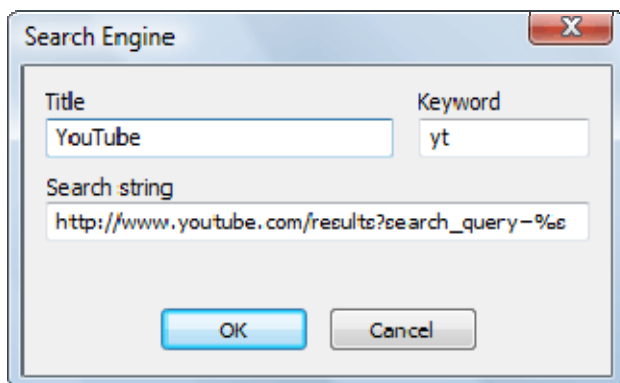 Search Engine
Title Keyword
YouTube yt
Search string
http://www.youtube.com/results?search_query=%s
OK Cancel